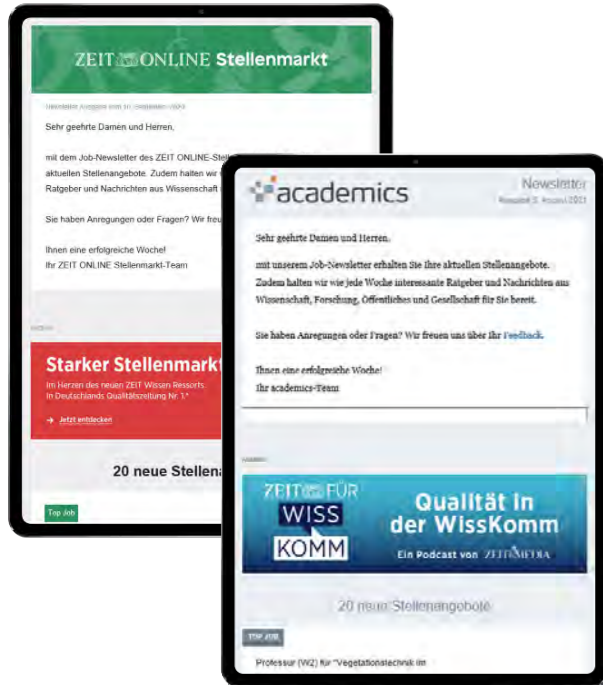 ZEIT ONLINE Stellenmarkt
Sehr geehrte Damen und Herren,
mit dem Job-Newsletter des ZEIT ONLINE-Stel
aktuellen Stellenangebote. Zudem halten wir
Ratgeber und Nachrichten aus Wissenschaft
Sie haben Anregungen oder Fragen? Wir freu
Ihnen eine erfolgreiche Woche!
Ihr ZEIT ONLINE Stellenmarkt-Team
Starker Stellenmarkt
Im Herzen des neuen ZEIT Wissen Ressorts.
In Deutschlands Qualitätszeitung Nr. 1.*
→ Jetzt entdecken
20 neue Stellena
Top Job
academics
Newsletter
Sehr geehrte Damen und Herren,
mit unserem Job-Newsletter erhalten Sie Ihre aktuellen Stellenangebote.
Zudem halten wir wie jede Woche interessante Ratgeber und Nachrichten aus
Wissenschaft, Forschung, Öffentliches und Gesellschaft für Sie bereit.
Sie haben Anregungen oder Fragen? Wir freuen uns über Ihr Feedback.
Ihnen eine erfolgreiche Woche!
Ihr academics-Team
ZEIT FÜR
WISS
KOMM
Qualität in
der WissKomm
Ein Podcast von ZEIT MEDIA
20 neue Stellenangebote
TOP JOB
Professur (W2) für "Vegetationstechnik im